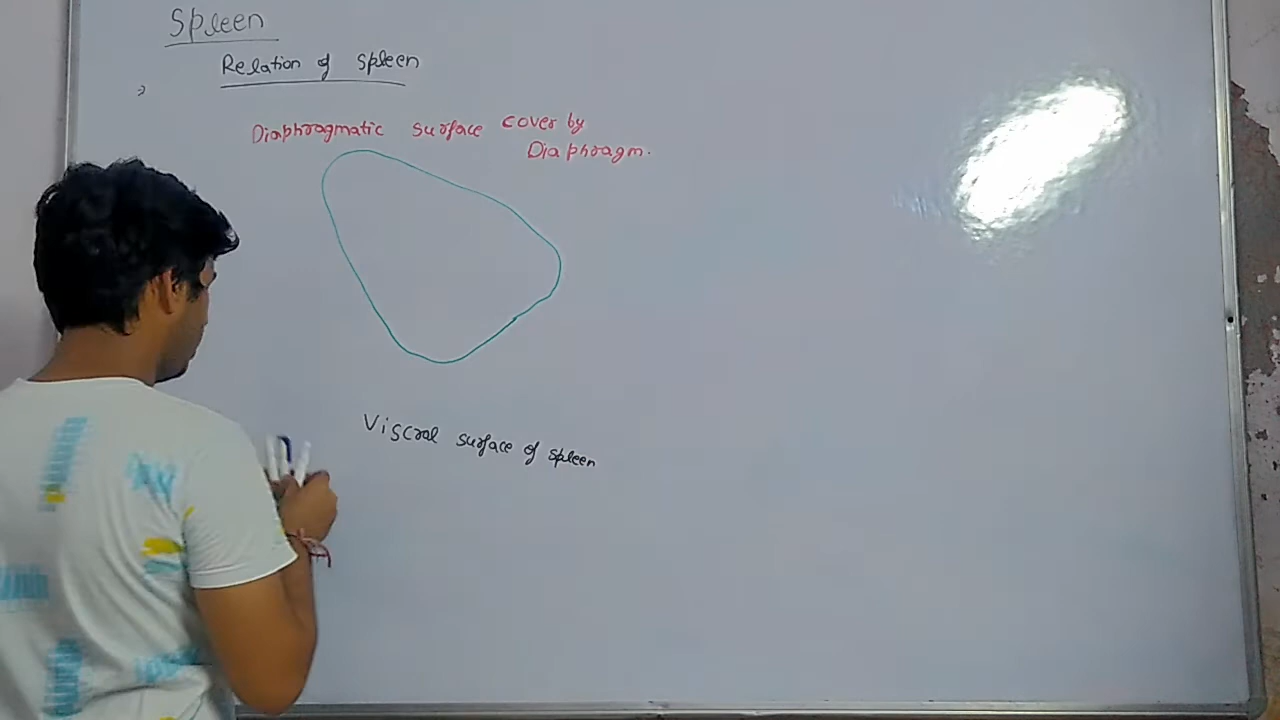 Spleen
Relation of spleen
Diaphragmatic surface cover by
Diaphragm.
Viscral surface of spleen